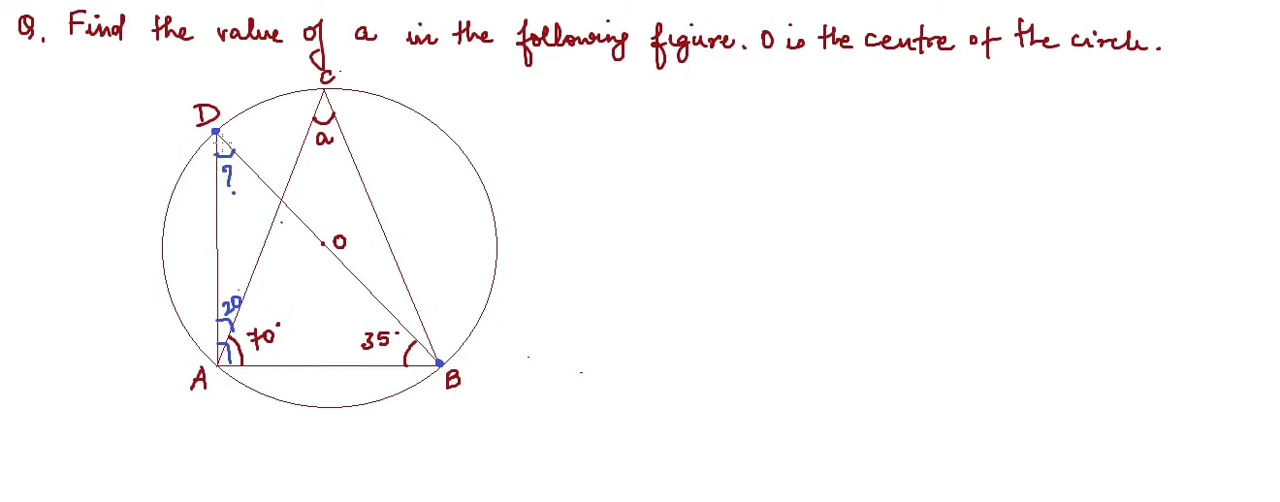 Q. Find the value of a in the following figure. O is the centre of the circle.
C
D
a
?
O
20
70°
35°
A
B